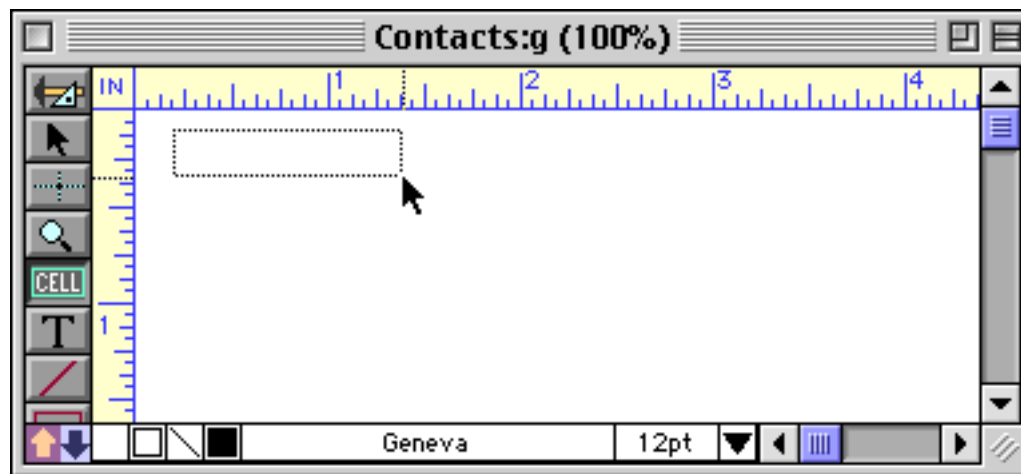 Contacts:g (100%)
IN 1 2 3 4
CELL
T
1
Geneva 12pt